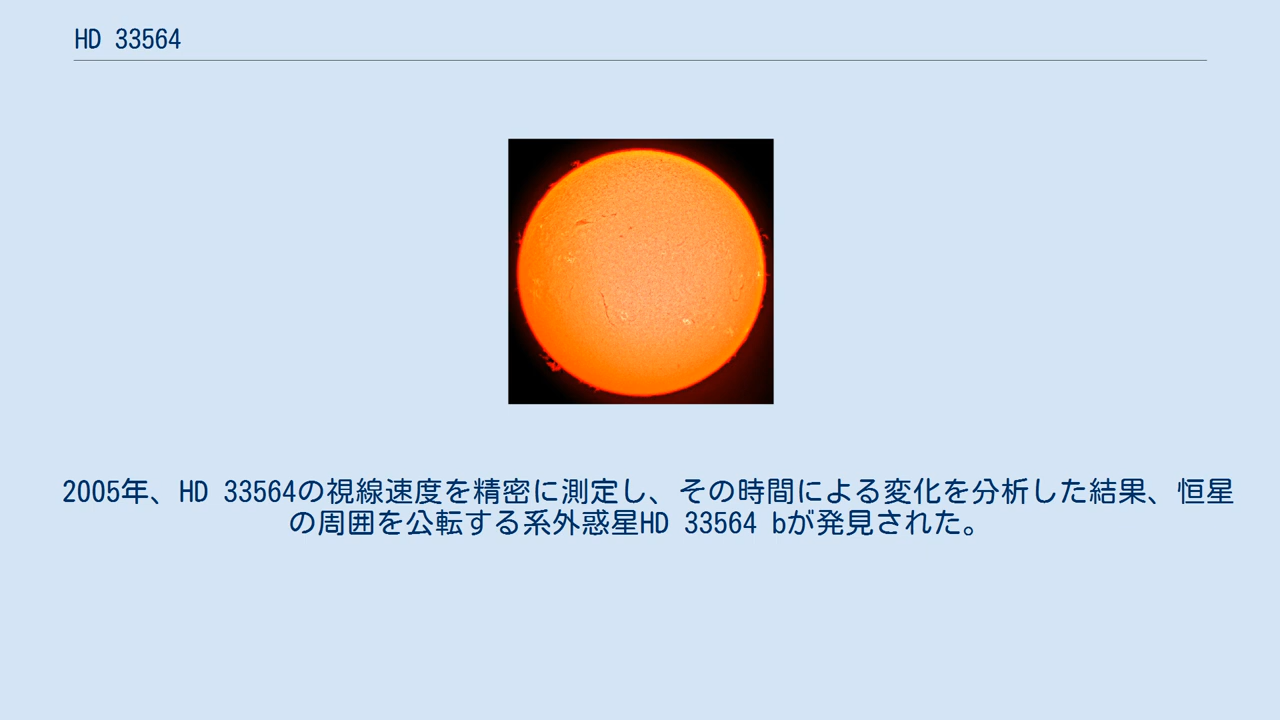 HD 33564
2005年、HD 33564の視線速度を精密に測定し、その時間による変化を分析した結果、恒星
の周囲を公転する系外惑星HD 33564 bが発見された。